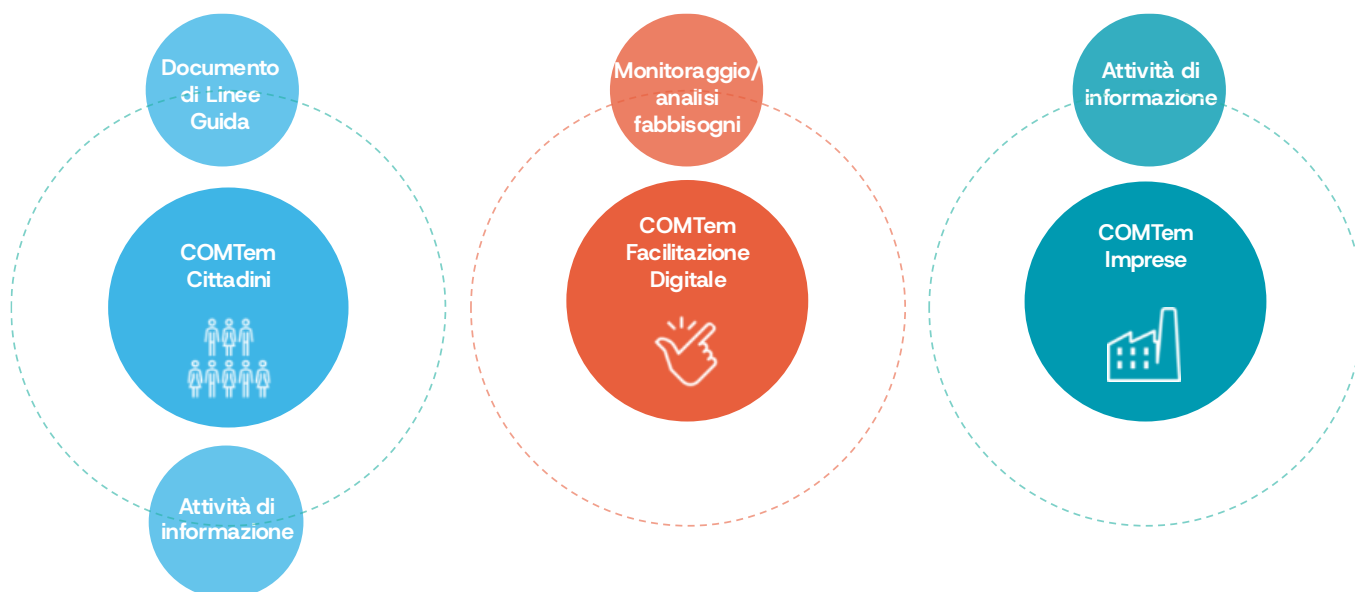 Documento
di Linee
Guida
COMTem
Cittadini
Attività di
informazione
Monitoraggio/
analisi
fabbisogni
COMTem
Facilitazione
Digitale
Attività di
informazione
COMTem
Imprese